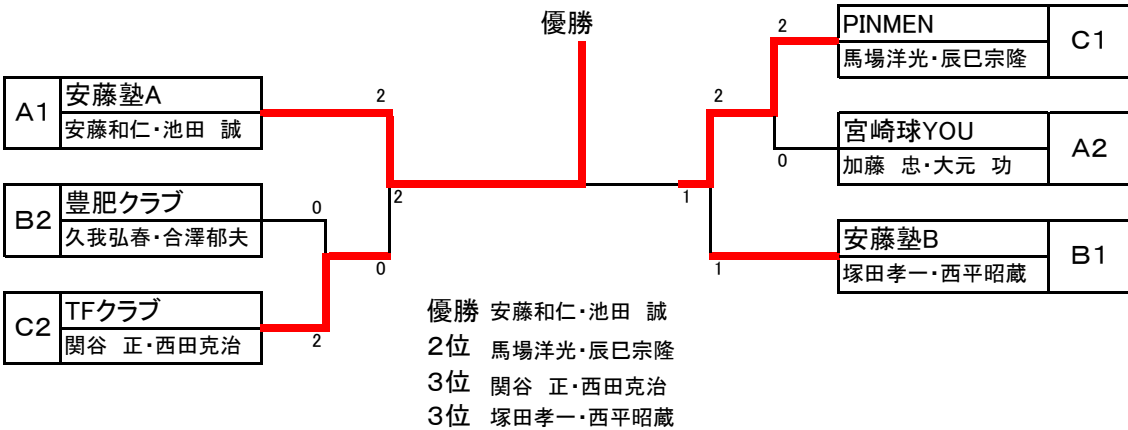 優勝
A1
安藤塾A
安藤和仁・池田　誠
2
B2
豊肥クラブ
久我弘春・合澤郁夫
0
C2
TFクラブ
関谷　正・西田克治
2
0
2
2
PINMEN
馬場洋光・辰巳宗隆
C1
2
宮崎球YOU
加藤　忠・大元　功
A2
0
1
安藤塾B
塚田孝一・西平昭蔵
B1
1
優勝 安藤和仁・池田　誠
2位 馬場洋光・辰巳宗隆
3位 関谷　正・西田克治
3位 塚田孝一・西平昭蔵